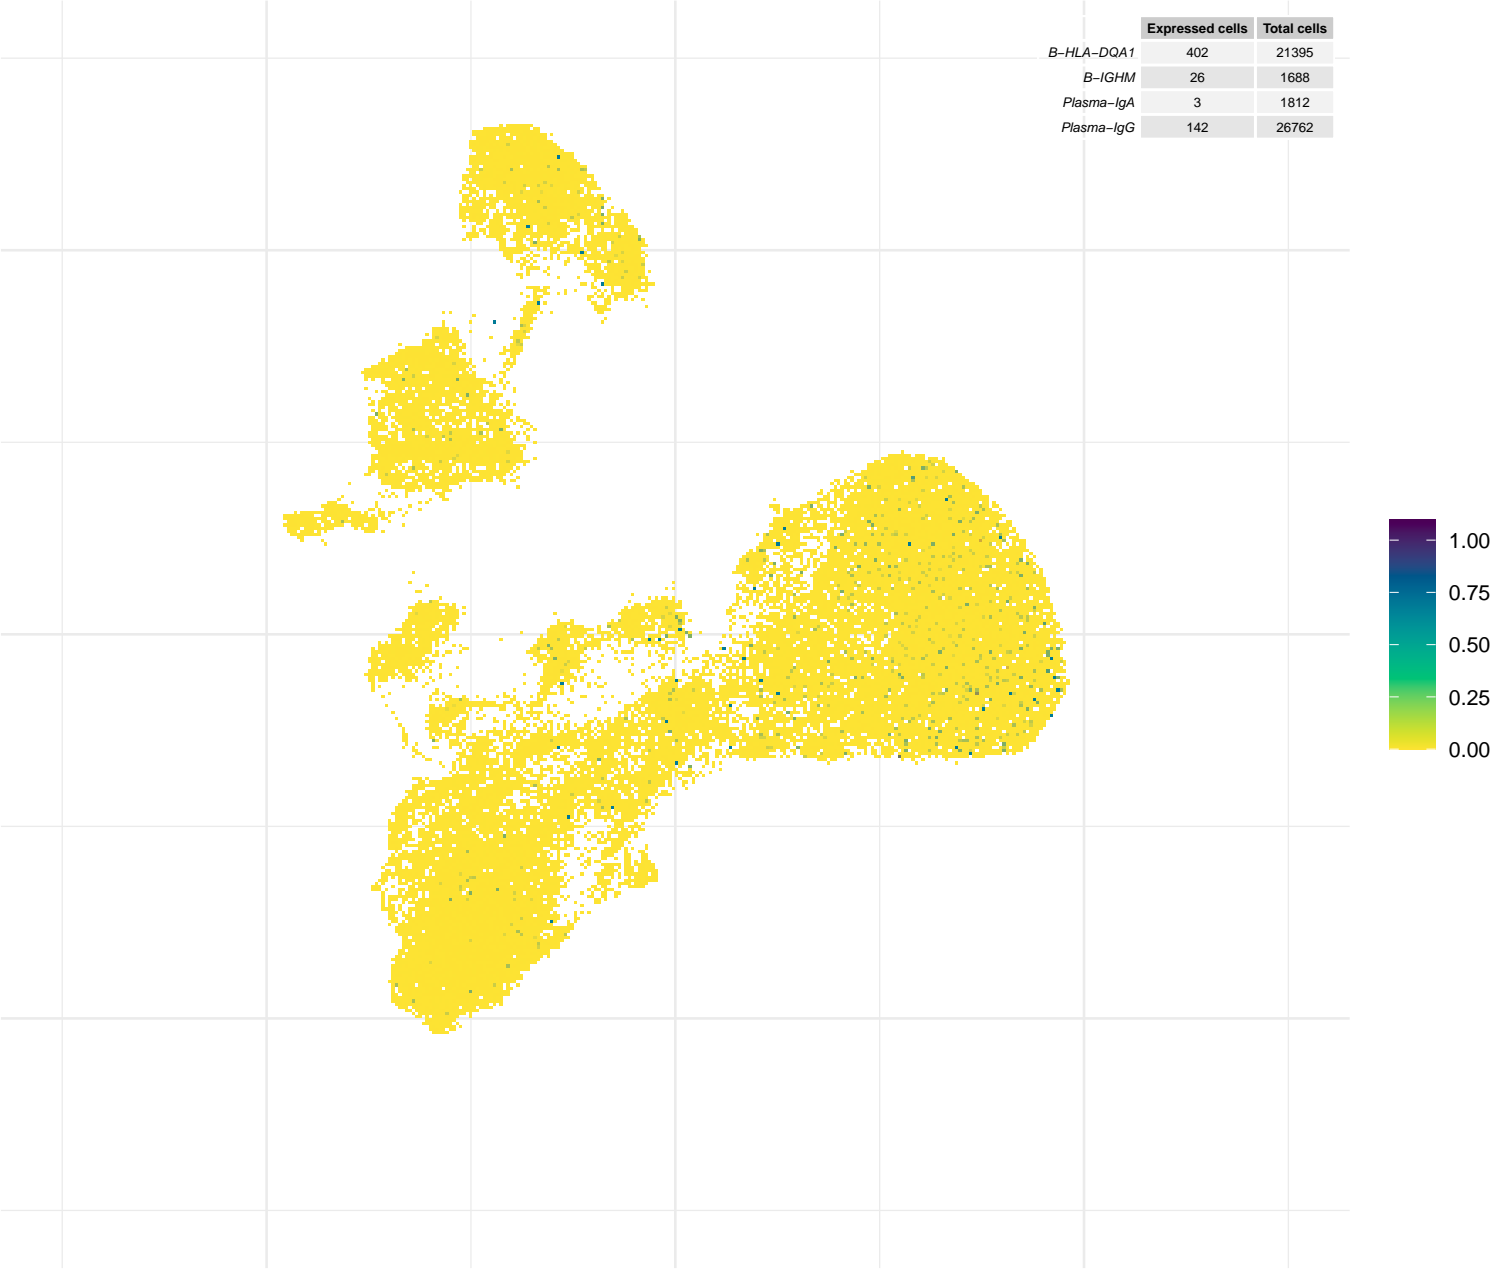 Expressed cells Total cells
B−HLA−DQA1 402 21395
B−IGHM 26 1688
Plasma−IgA 3 1812
Plasma−IgG 142 26762
1.00
0.75
0.50
0.25
0.00